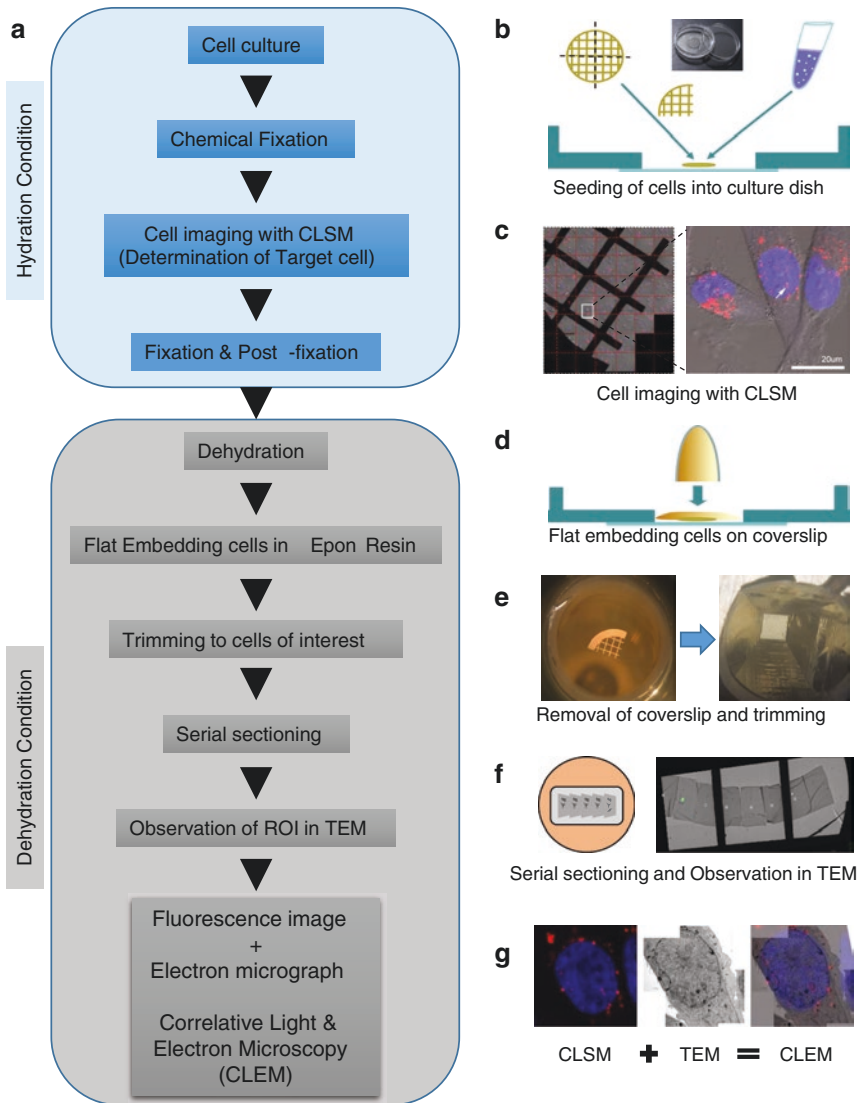 a
Hydration Condition
Cell culture
Chemical Fixation
Cell imaging with CLSM
(Determination of Target cell)
Fixation & Post -fixation
Dehydration Condition
Dehydration
Flat Embedding cells in Epon Resin
Trimming to cells of interest
Serial sectioning
Observation of ROI in TEM
Fluorescence image
+
Electron micrograph
Correlative Light &
Electron Microscopy
(CLEM)
b
Seeding of cells into culture dish
c
20um
Cell imaging with CLSM
d
Flat embedding cells on coverslip
e
Removal of coverslip and trimming
f
Serial sectioning and Observation in TEM
g
CLSM + TEM = CLEM